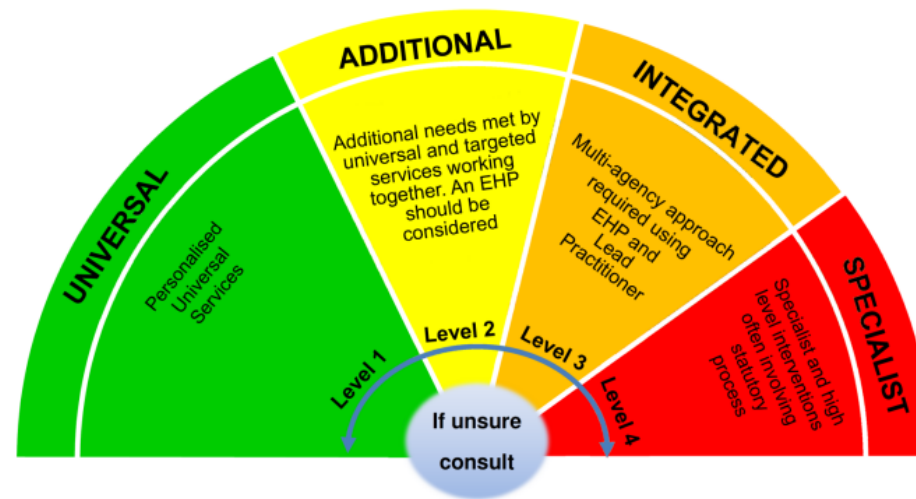 UNIVERSAL
Personalised
Universal
Services
Level 1
ADDITIONAL
Additional needs met by
universal and targeted
services working
together. An EHP
should be
considered
Level 2
INTEGRATED
Multi-agency approach
required using
EHP and
Lead
Practitioner
Level 3
SPECIALIST
Specialist and high
level interventions
often involving
statutory
process
Level 4
If unsure
consult